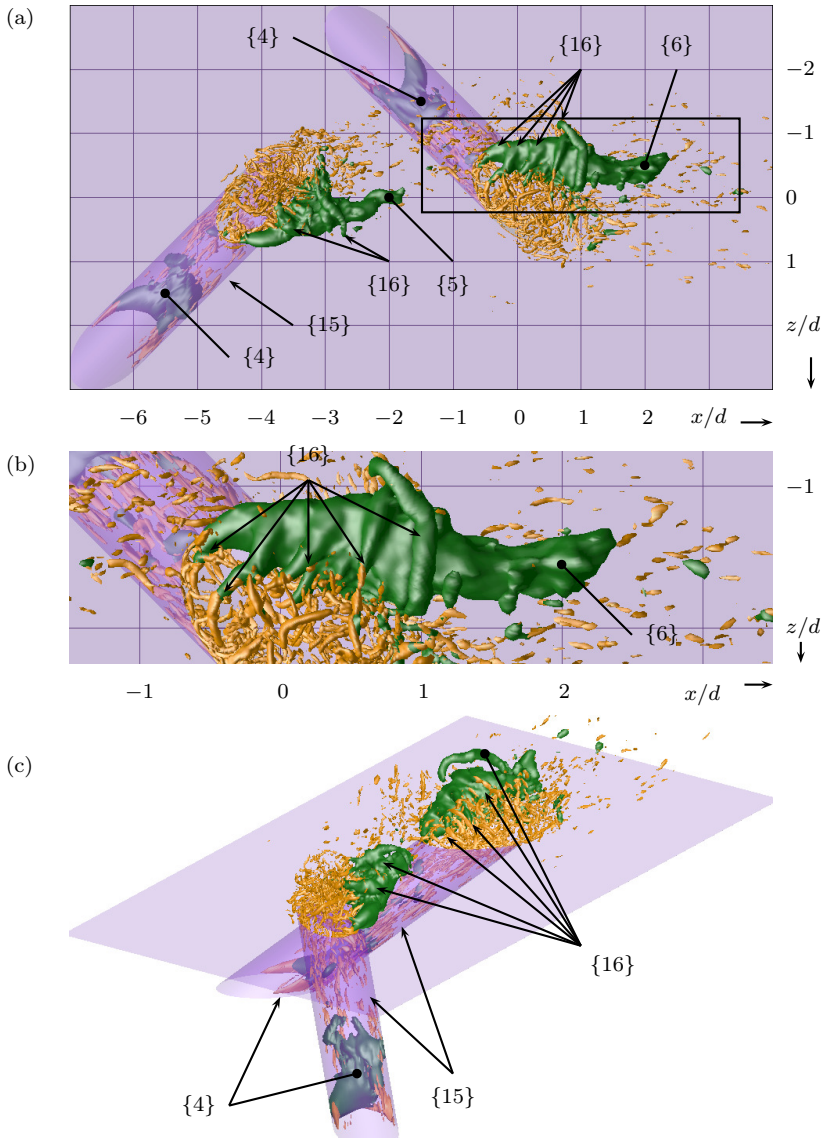 (a)
{4} {16} {6}
−2
−1
0
{16} {5}
1
{15}
z/d
{4}
−6 −5 −4 −3 −2 −1 0 1 2 x/d
(b)
{16}
−1
z/d
{6}
−1 0 1 2 x/d
(c)
{16}
{4} {15}